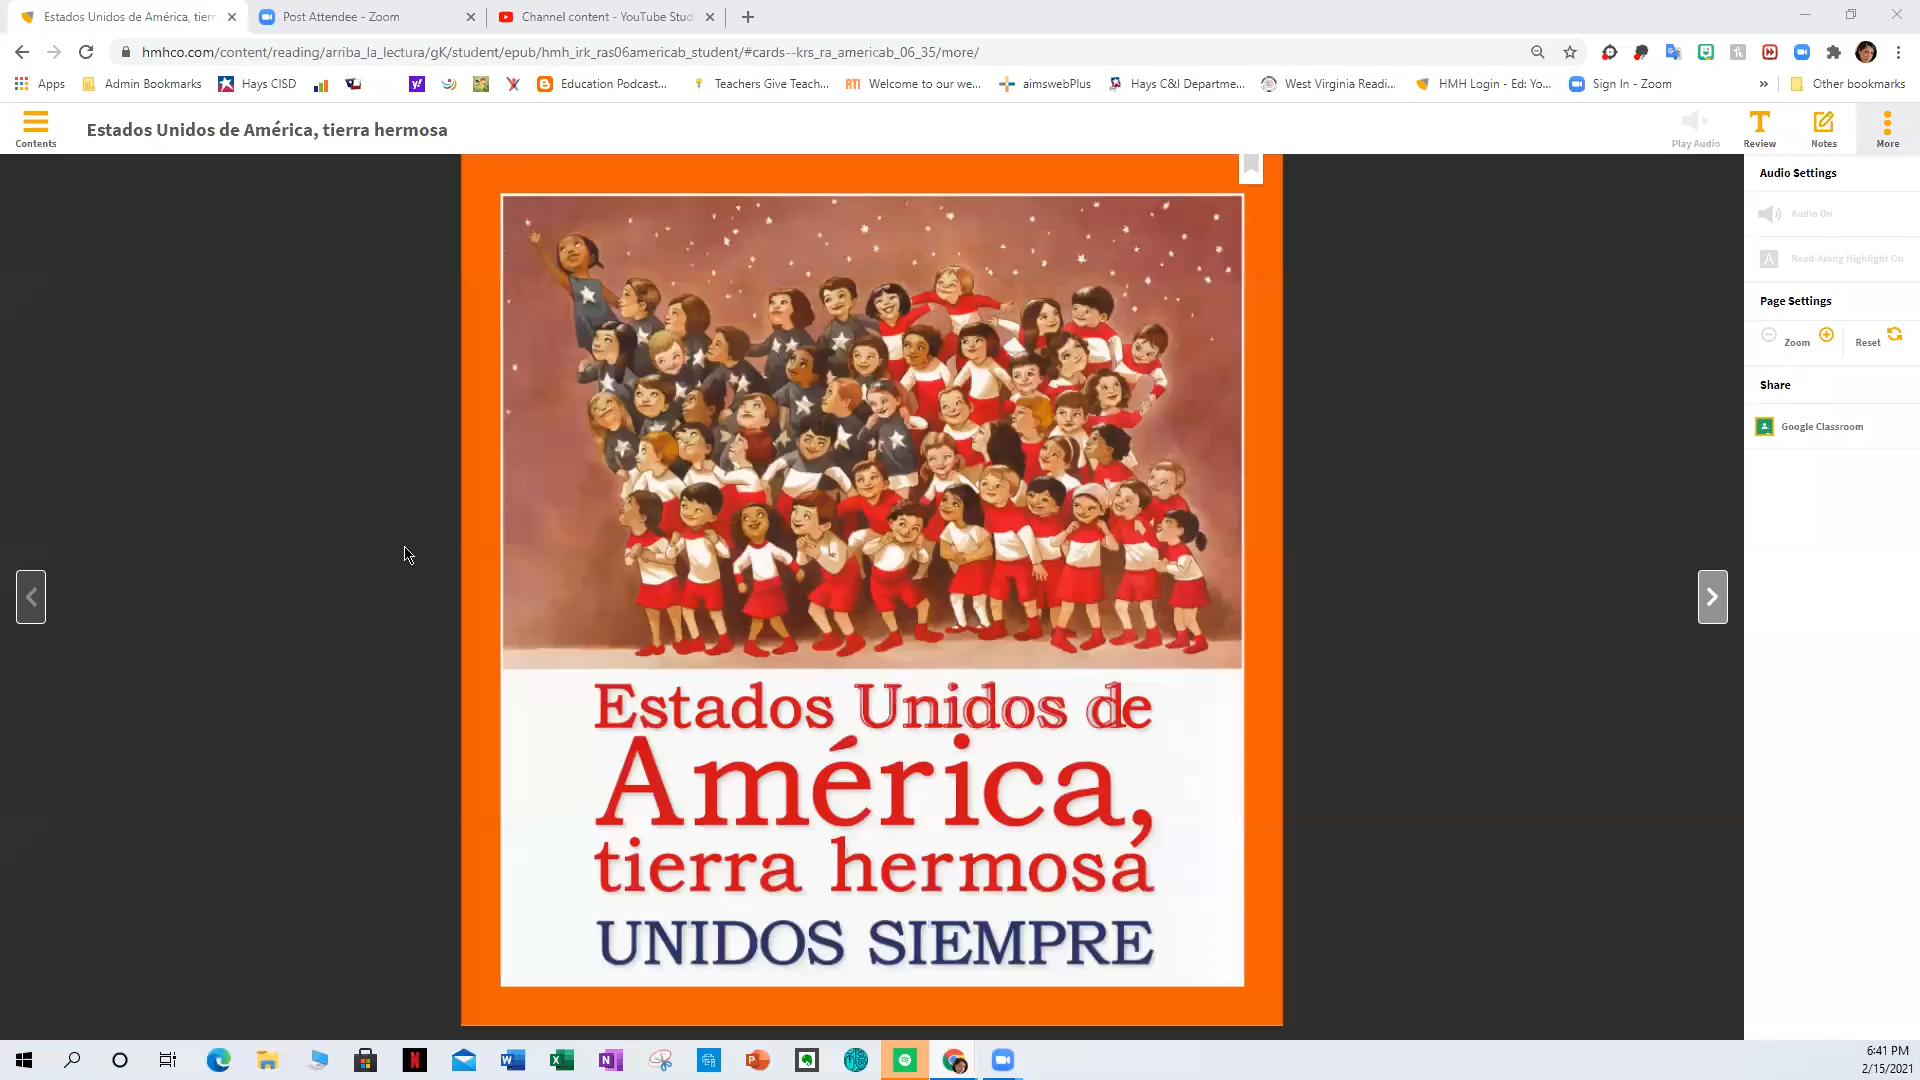 Estados Unidos de América, tierr
Post Attendee - Zoom
Channel content - YouTube Stud
hmhco.com/content/reading/arriba_la_lectura/gK/student/epub/hmh_irk_ras06americab_student/#cards--krs_ra_americab_06_35/more/
Apps
Admin Bookmarks
Hays CISD
Education Podcast...
Teachers Give Teach...
RTI
Welcome to our we...
aimswebPlus
Hays C&I Departme...
West Virginia Readi...
HMH Login - Ed: Yo...
Sign In - Zoom
»
Other bookmarks
Contents
Estados Unidos de América, tierra hermosa
Play Audio
Review
Notes
More
Audio Settings
Audio On
Read-Along Highlight On
Page Settings
Zoom
Reset
Share
Google Classroom
Estados Unidos de
América,
tierra hermosa
UNIDOS SIEMPRE
6:41 PM
2/15/2021